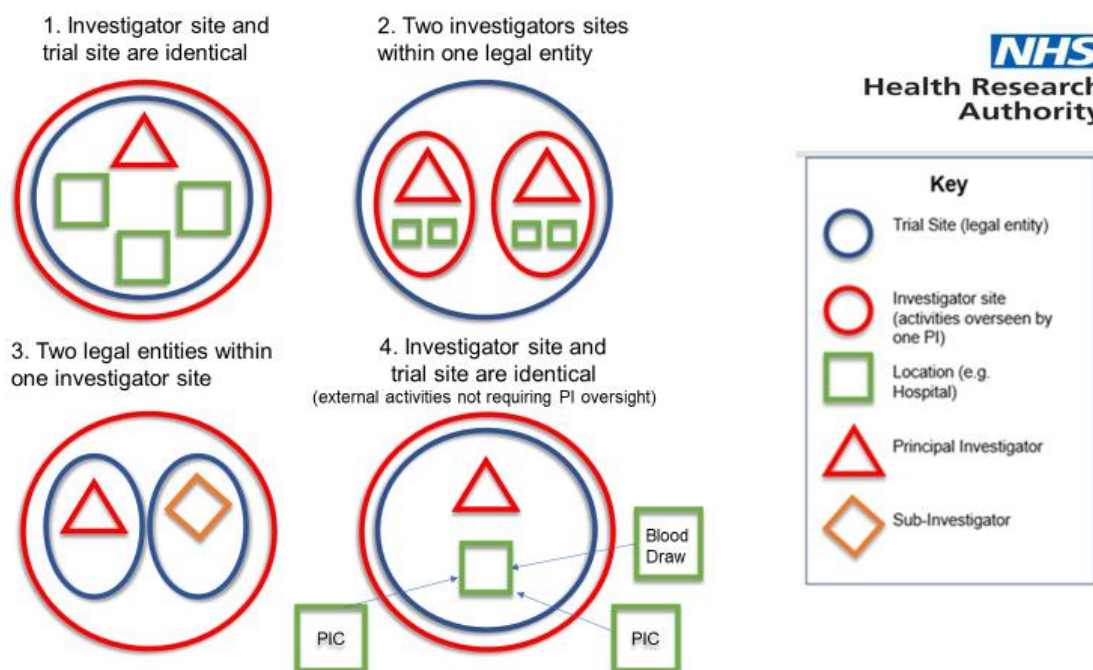 1. Investigator site and
trial site are identical
2. Two investigators sites
within one legal entity
NHS
Health Research
Authority
3. Two legal entities within
one investigator site
4. Investigator site and
trial site are identical
(external activities not requiring PI oversight)
Blood
Draw
PIC
PIC
Key
Trial Site (legal entity)
Investigator site
(activities overseen by
one PI)
Location (e.g.
Hospital)
Principal Investigator
Sub-Investigator